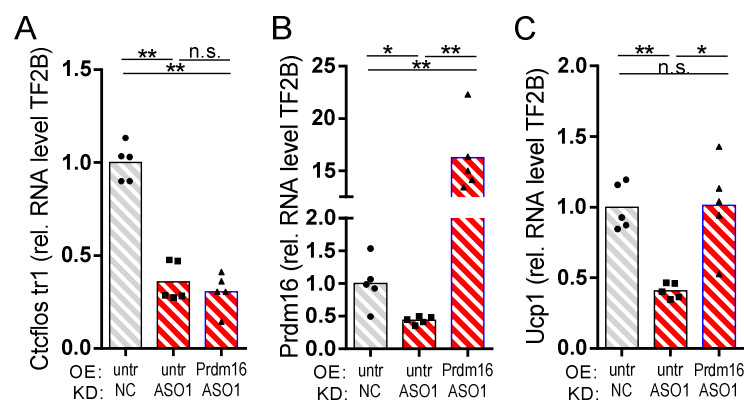 A
B
C
** n.s.
**
* **
**
** *
n.s.
Ctcflos tr1 (rel. RNA level TF2B)
1.5
1.0
0.5
0.0
Prdm16 (rel. RNA level TF2B)
25
20
15
2.0
1.5
1.0
0.5
0.0
Ucp1 (rel. RNA level TF2B)
2.0
1.5
1.0
0.5
0.0
OE: untr untr Prdm16
KD: NC ASO1 ASO1
OE: untr untr Prdm16
KD: NC ASO1 ASO1
OE: untr untr Prdm16
KD: NC ASO1 ASO1